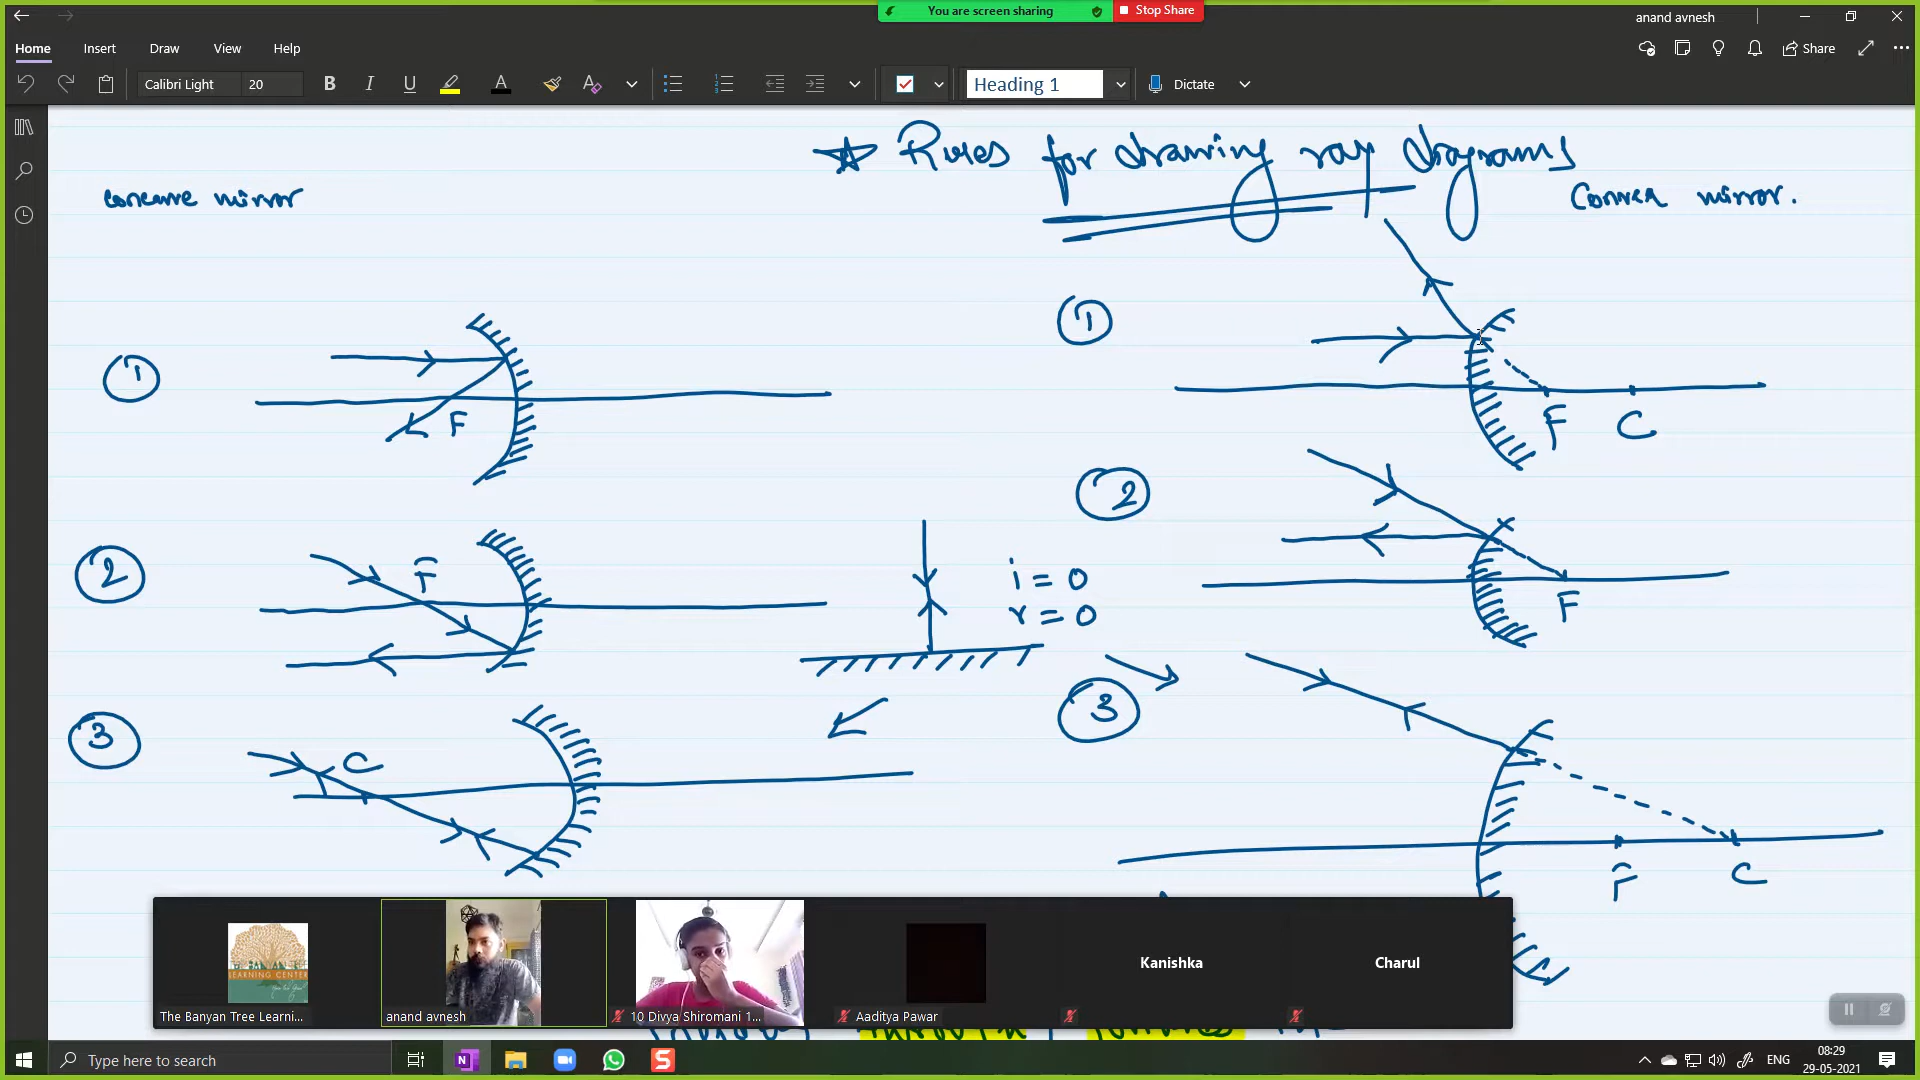 You are screen sharing
Stop Share
anand avnesh
Home Insert Draw View Help
Share
Calibri Light 20 B I U A A Heading 1 Dictate
☆ Rules for drawing ray diagrams
concave mirror
Convex mirror.
1
F
1
F C
2
F
i = 0
r = 0
2
F
3
C
3
F C
LEARNING CENTER
Kanishka
Charul
The Banyan Tree Learni...
anand avnesh
10 Divya Shiromani 1...
Aaditya Pawar
Type here to search
N
S
ENG
08:29
29-05-2021